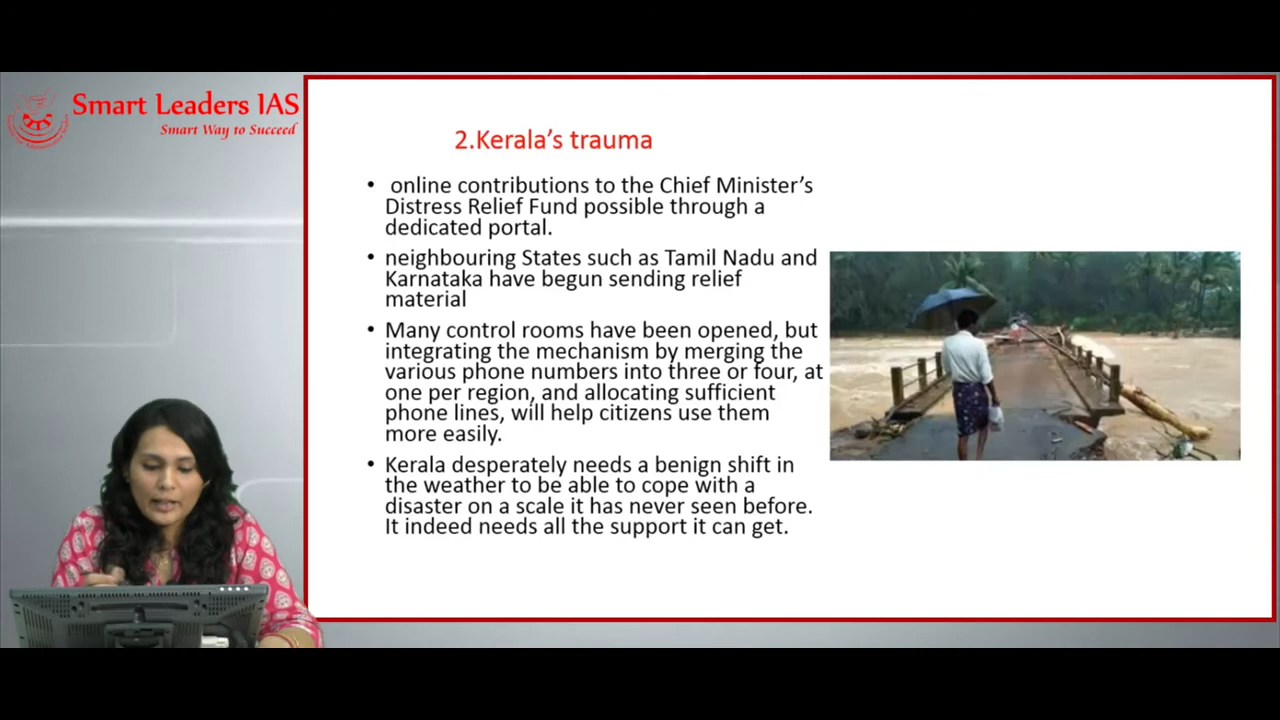 Smart Leaders IAS
Smart Way to Succeed
2.Kerala's trauma
• online contributions to the Chief Minister's
Distress Relief Fund possible through a
dedicated portal.
• neighbouring States such as Tamil Nadu and
Karnataka have begun sending relief
material
• Many control rooms have been opened, but
integrating the mechanism by merging the
various phone numbers into three or four, at
one per region, and allocating sufficient
phone lines, will help citizens use them
more easily.
• Kerala desperately needs a benign shift in
the weather to be able to cope with a
disaster on a scale it has never seen before.
It indeed needs all the support it can get.